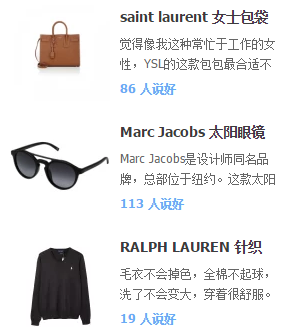 saint laurent 女士包袋
觉得像我这种常忙于工作的女
性，YSL的这款包包最合适不
86 人说好
Marc Jacobs 太阳眼镜
Marc Jacobs是设计师同名品
牌，总部位于纽约。这款太阳
113 人说好
RALPH LAUREN 针织
毛衣不会掉色，全棉不起球，
洗了不会变大，穿着很舒服。
19 人说好